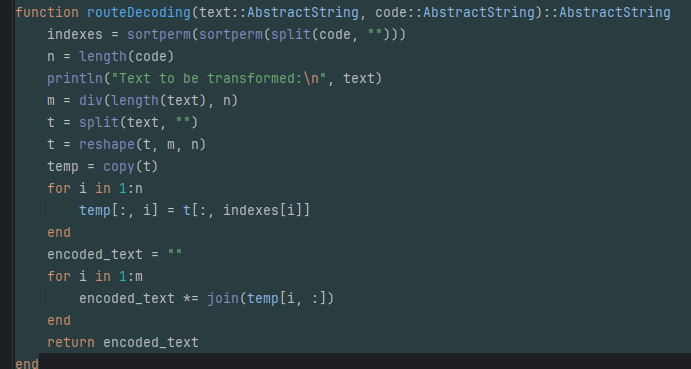 function routeDecoding(text::AbstractString, code::AbstractString)::AbstractString
    indexes = sortperm(sortperm(split(code, "")))
    n = length(code)
    println("Text to be transformed:\n", text)
    m = div(length(text), n)
    t = split(text, "")
    t = reshape(t, m, n)
    temp = copy(t)
    for i in 1:n
        temp[:, i] = t[:, indexes[i]]
    end
    encoded_text = ""
    for i in 1:m
        encoded_text *= join(temp[i, :])
    end
    return encoded_text
end